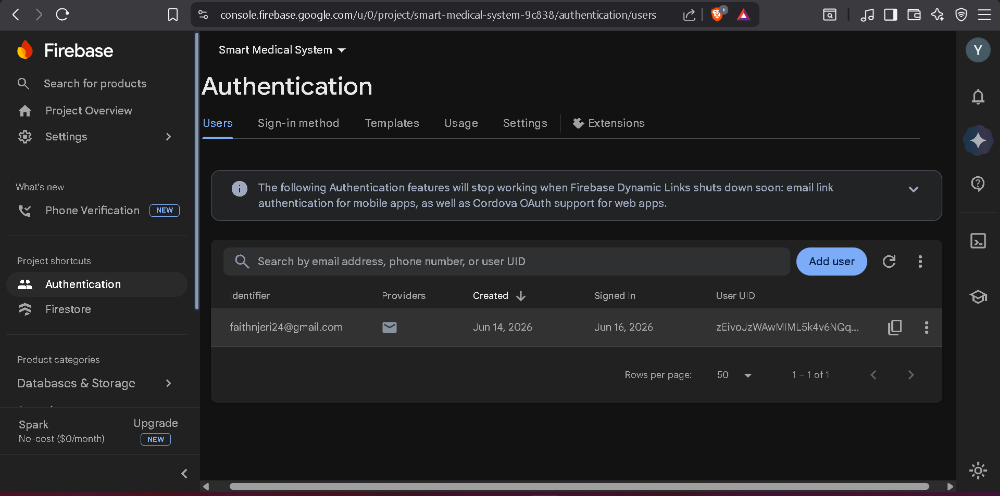 console.firebase.google.com/u/0/project/smart-medical-system-9c838/authentication/users
6
Firebase
Search for products
Project Overview
Settings
What's new
Phone Verification NEW
Project shortcuts
Authentication
Firestore
Product categories
Databases & Storage
Spark
No-cost ($0/month)
Upgrade
NEW
Smart Medical System
Y
Authentication
Users Sign-in method Templates Usage Settings Extensions
The following Authentication features will stop working when Firebase Dynamic Links shuts down soon: email link
authentication for mobile apps, as well as Cordova OAuth support for web apps.
Search by email address, phone number, or user UID Add user
Identifier Providers Created Signed In User UID
faithnjeri24@gmail.com Jun 14, 2026 Jun 16, 2026 zEivoJzWAwMIML5k4v6NQq...
Rows per page: 50 1 – 1 of 1